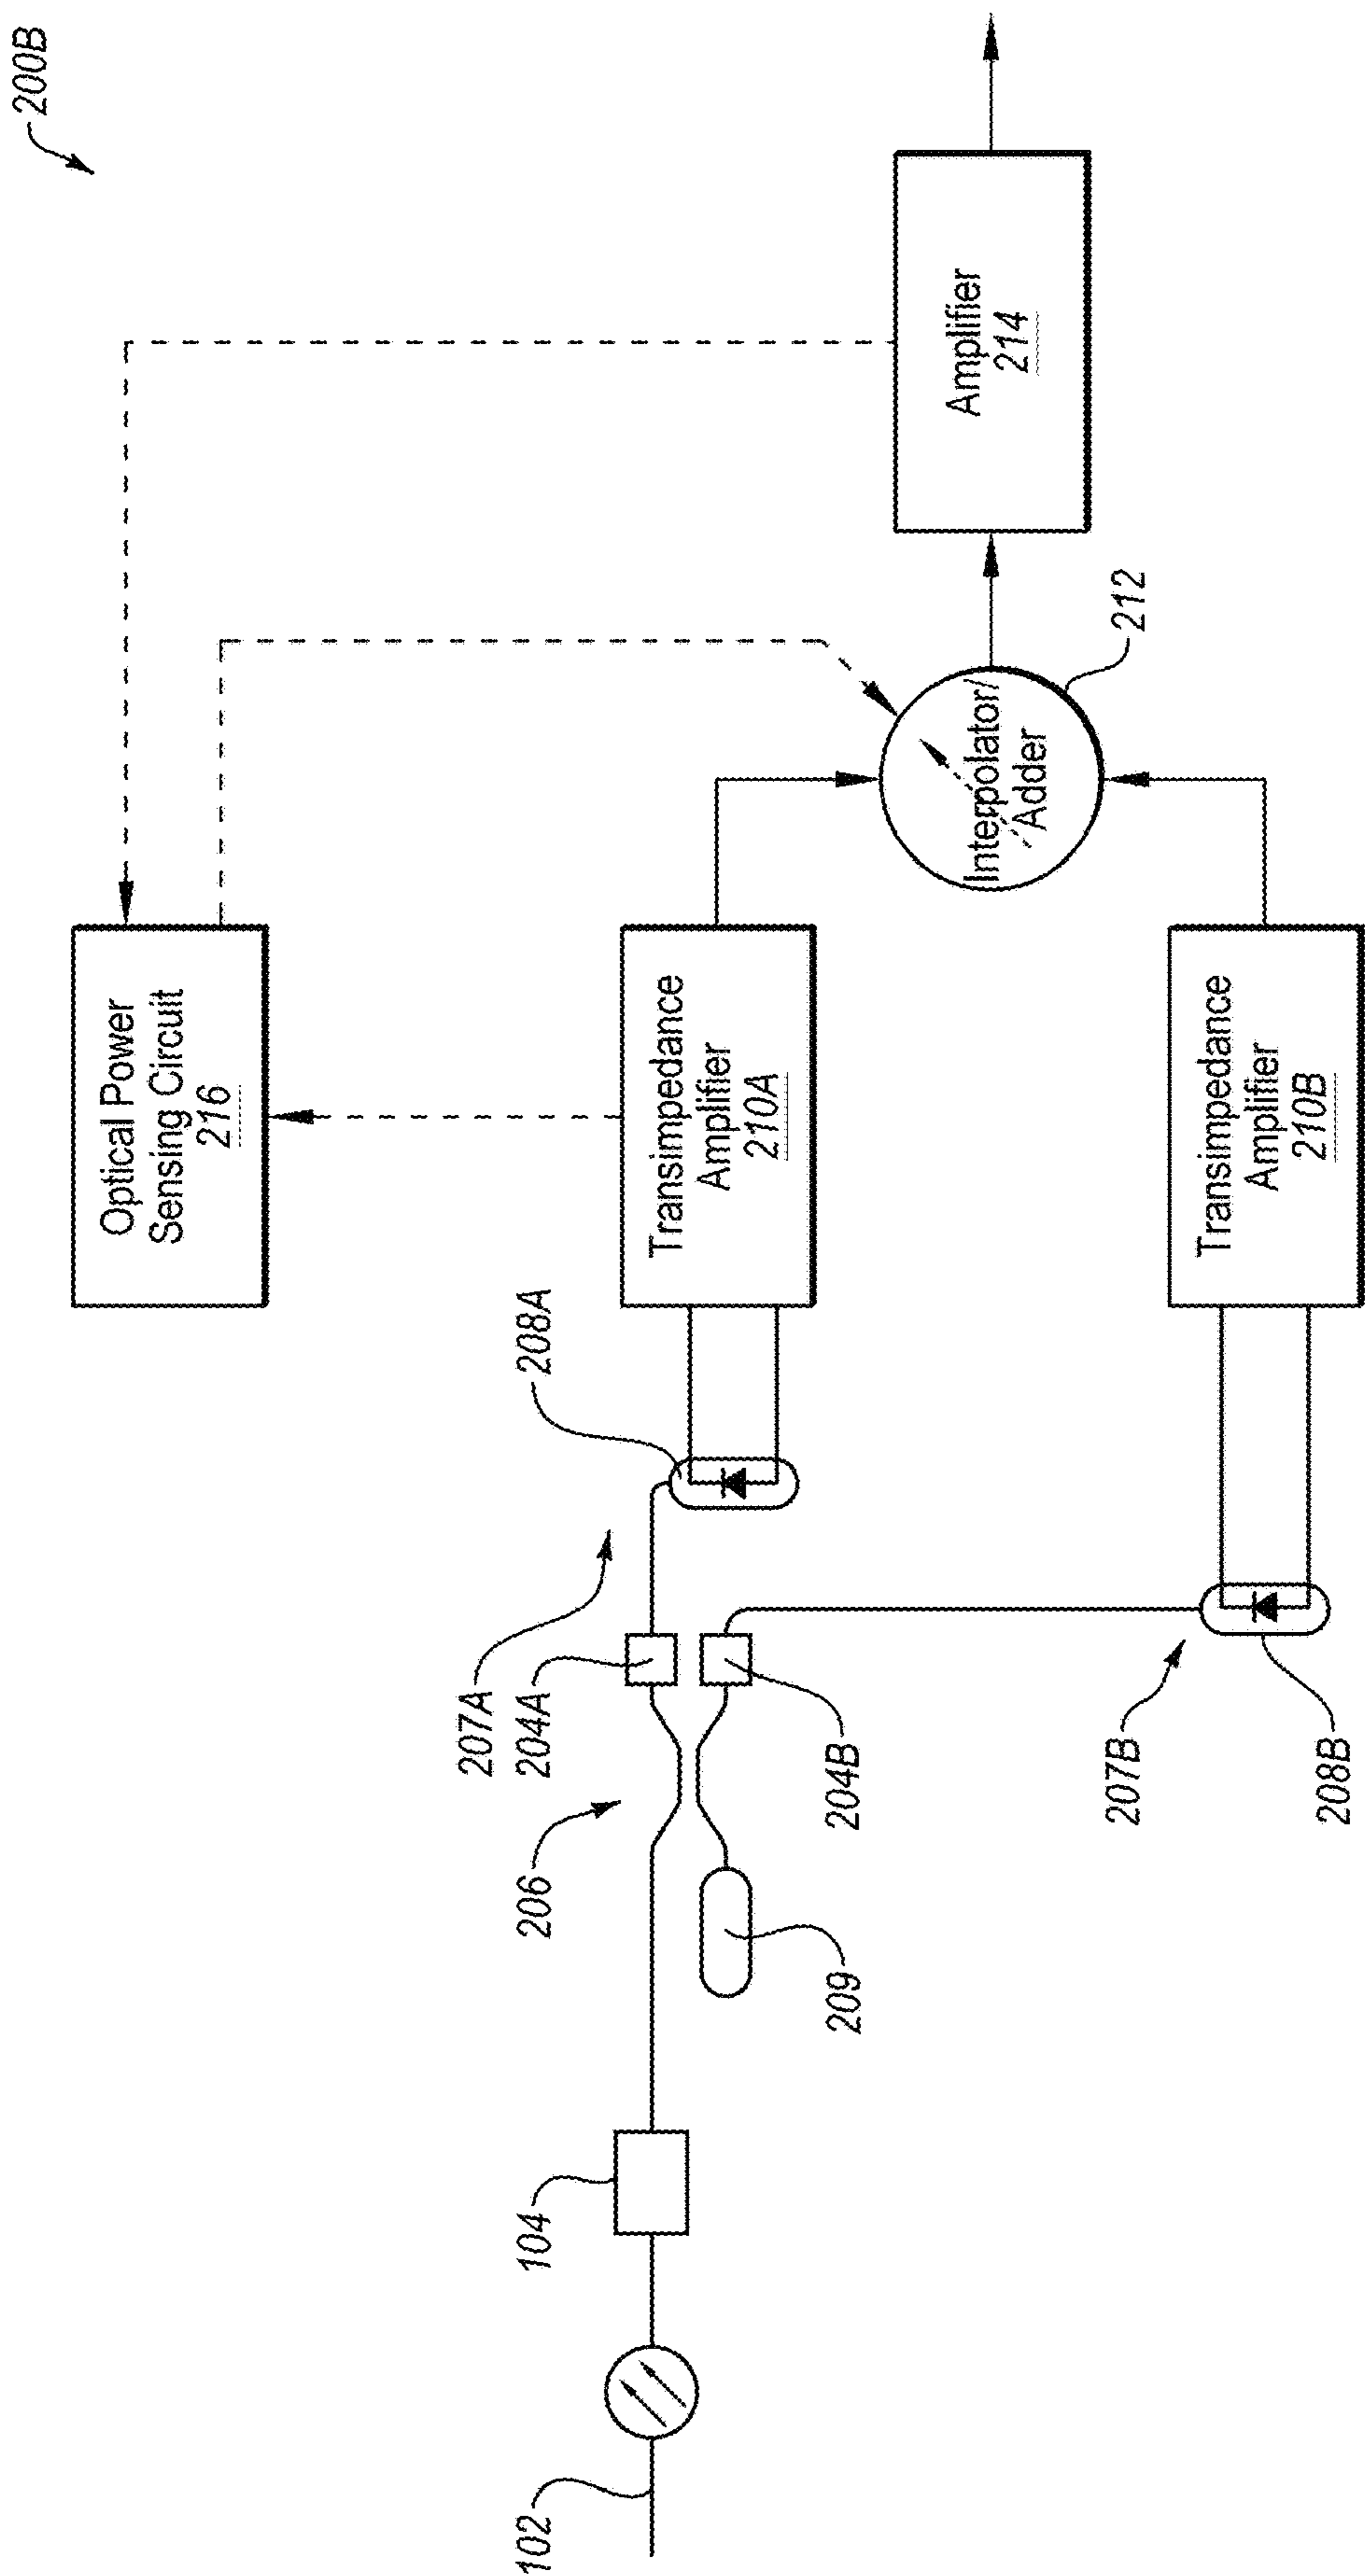 200B
Optical Power
Sensing Circuit
216
Amplifier
214
Interpolator/
Adder
212
Transimpedance
Amplifier
210A
Transimpedance
Amplifier
210B
208A
207A
204A
206
204B
209
207B
208B
104
102